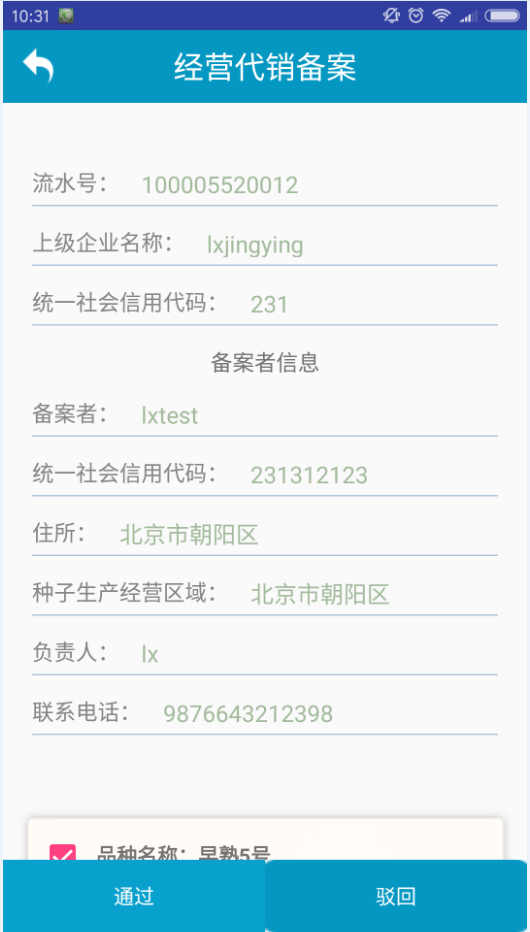 10:31
经营代销备案
流水号： 100005520012
上级企业名称： lxjingying
统一社会信用代码： 231
备案者信息
备案者： lxtest
统一社会信用代码： 231312123
住所： 北京市朝阳区
种子生产经营区域： 北京市朝阳区
负责人： lx
联系电话： 9876643212398
品种名称：早熟5号
通过 驳回